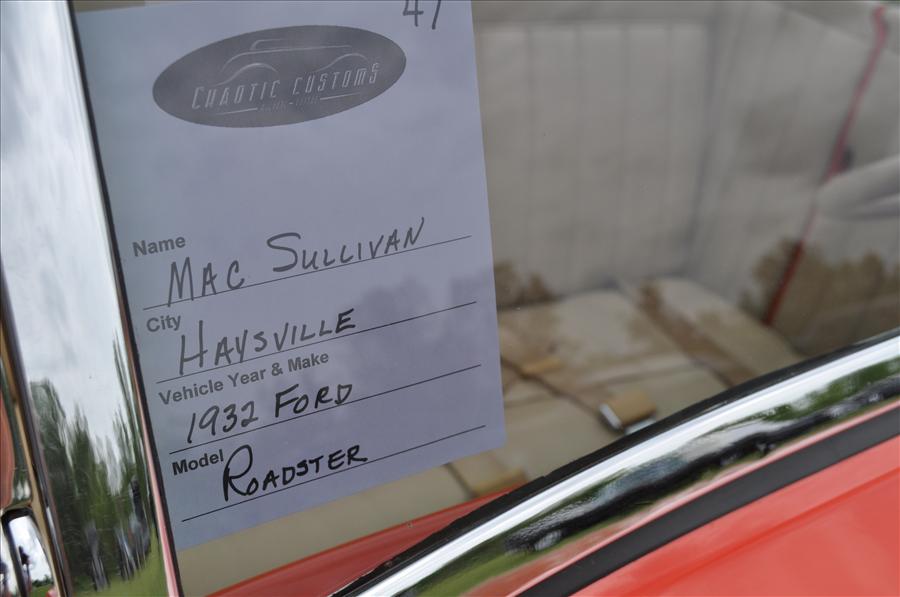 47
CHAOTIC CUSTOMS
Name MAC SULLIVAN
City HAYSVILLE
Vehicle Year & Make
1932 FORD
Model ROADSTER